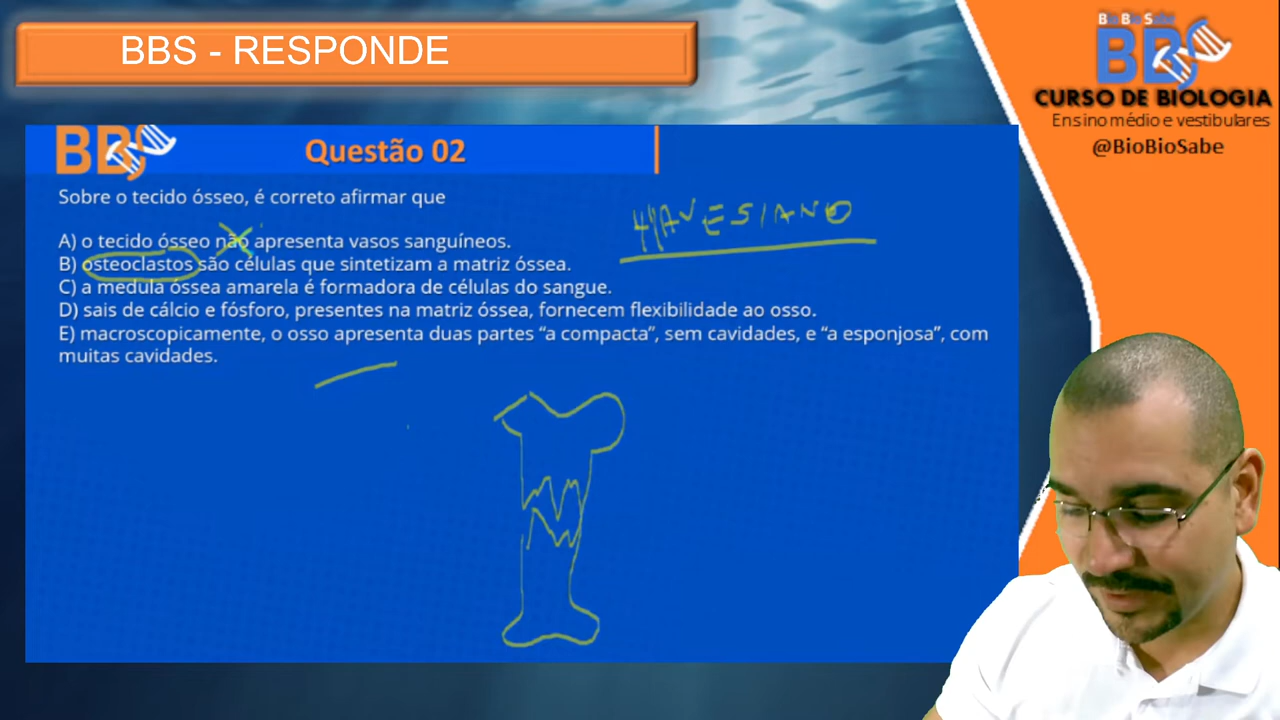 BBS - RESPONDE
Bio Bio Sabe
BBS
CURSO DE BIOLOGIA
Ensino médio e vestibulares
@BioBioSabe
BBS
Questão 02
Sobre o tecido ósseo, é correto afirmar que
HAVESIANO
A) o tecido ósseo não apresenta vasos sanguíneos.
B) osteoclastos são células que sintetizam a matriz óssea.
C) a medula óssea amarela é formadora de células do sangue.
D) sais de cálcio e fósforo, presentes na matriz óssea, fornecem flexibilidade ao osso.
E) macroscopicamente, o osso apresenta duas partes “a compacta”, sem cavidades, e “a esponjosa”, com
muitas cavidades.